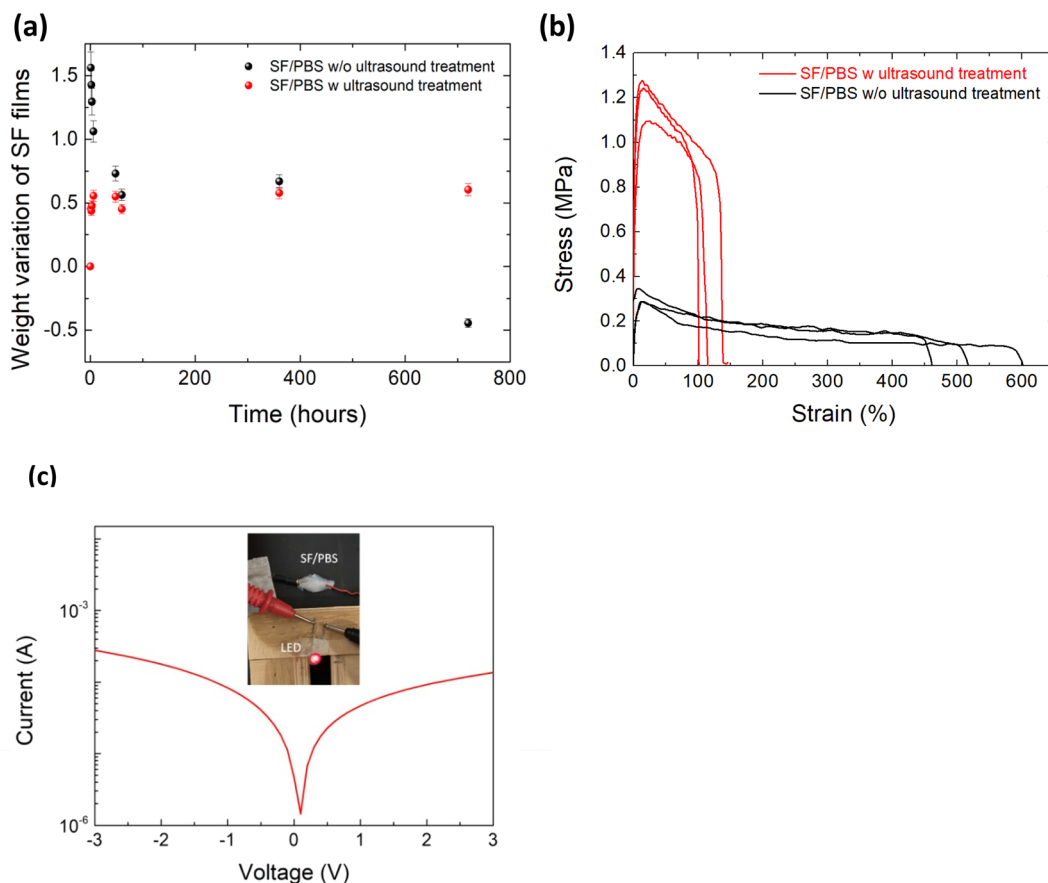 (a)
Weight variation of SF films
1.5
1.0
0.5
0.0
-0.5
SF/PBS w/o ultrasound treatment
SF/PBS w ultrasound treatment
0
200
400
600
800
Time (hours)
(b)
Stress (MPa)
1.4
1.2
1.0
0.8
0.6
0.4
0.2
0.0
SF/PBS w ultrasound treatment
SF/PBS w/o ultrasound treatment
0
100
200
300
400
500
600
Strain (%)
(c)
Current (A)
10-3
10-6
SF/PBS
LED
-3
-2
-1
0
1
2
3
Voltage (V)